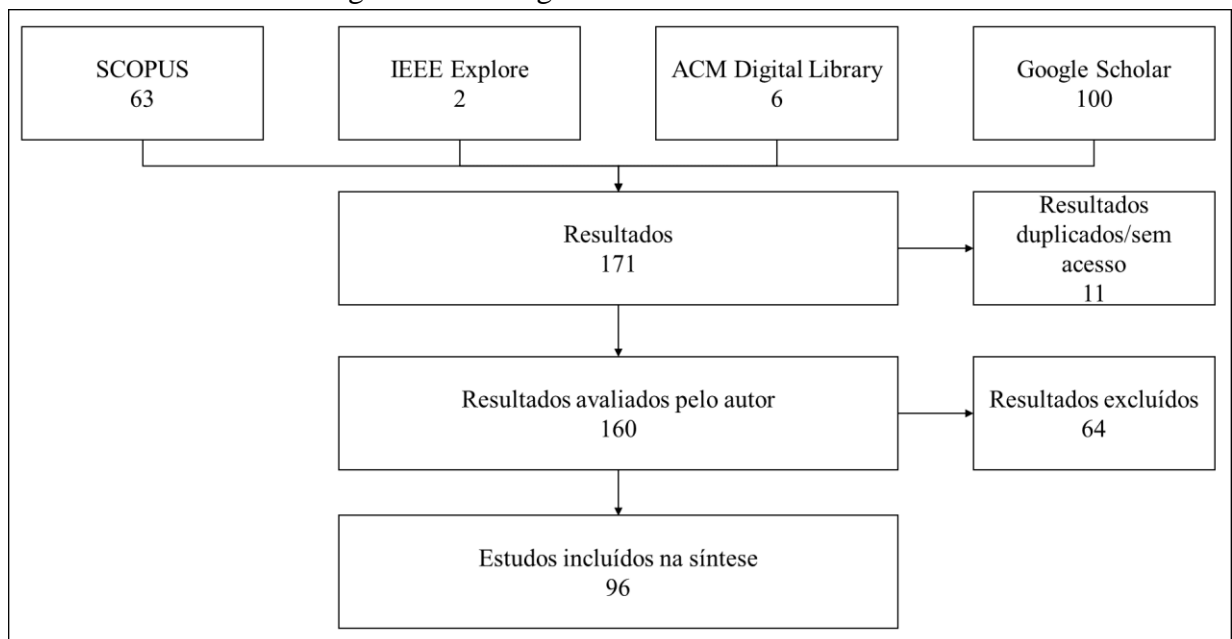 SCOPUS
63
IEEE Explore
2
ACM Digital Library
6
Google Scholar
100
Resultados
171
Resultados
duplicados/sem
acesso
11
Resultados avaliados pelo autor
160
Resultados excluídos
64
Estudos incluídos na síntese
96